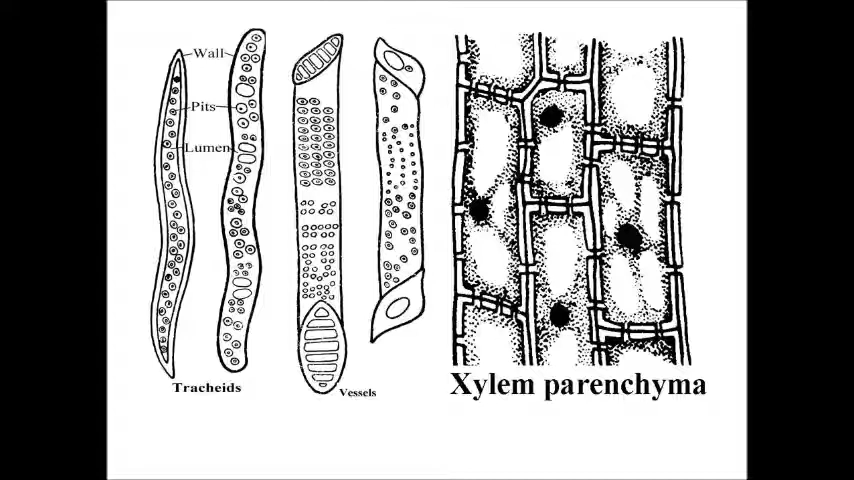 Wall
Pits
Lumen
Tracheids
Vessels
Xylem parenchyma